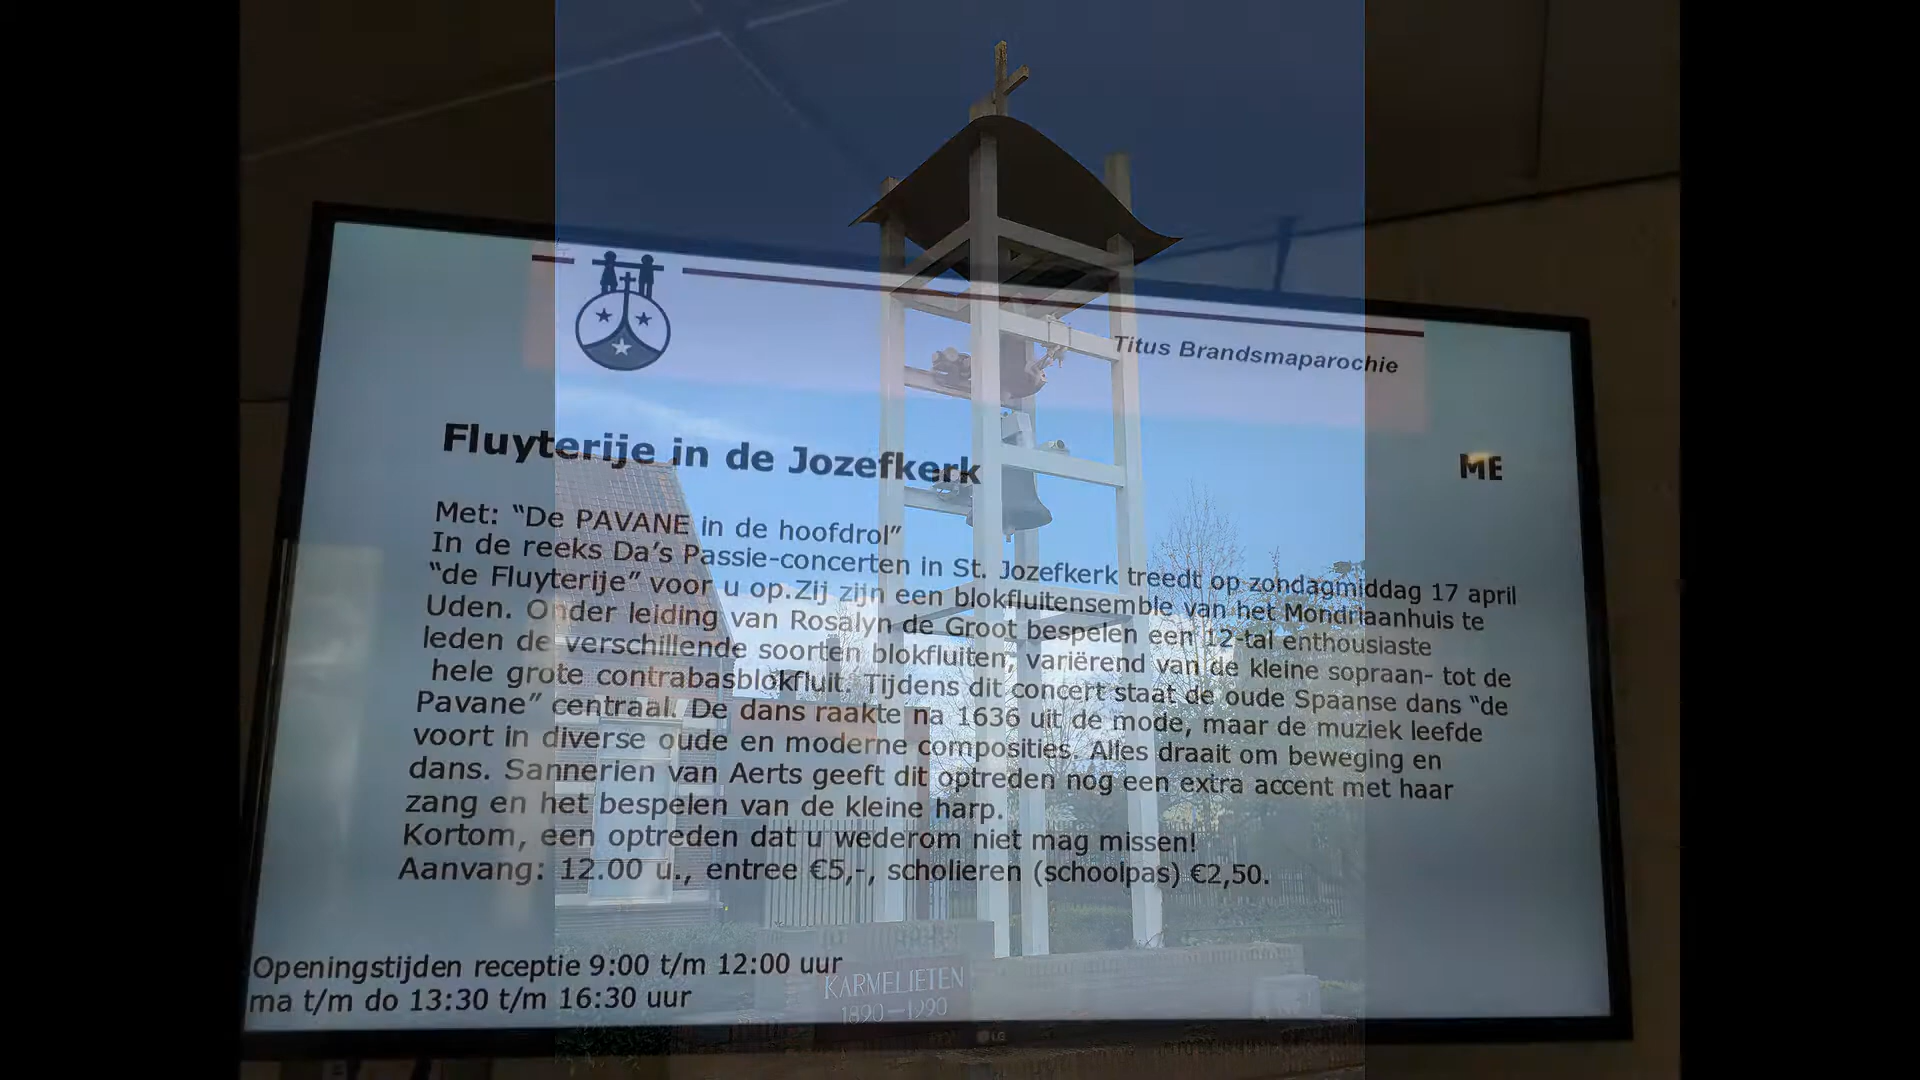 Titus Brandsmaparochie
Fluyterije in de Jozefkerk
ME
Met: “De PAVANE in de hoofdrol”
In de reeks Da’s Passie-concerten in St. Jozefkerk treedt op zondagmiddag 17 april
“de Fluyterije” voor u op.Zij zijn een blokfluitensemble van het Mondriaanhuis te
Uden. Onder leiding van Rosalyn de Groot bespelen een 12-tal enthousiaste
leden de verschillende soorten blokfluiten, variërend van de kleine sopraan- tot de
hele grote contrabasblokfluit. Tijdens dit concert staat de oude Spaanse dans “de
Pavane” centraal. De dans raakte na 1636 uit de mode, maar de muziek leefde
voort in diverse oude en moderne composities. Alles draait om beweging en
dans. Sannerien van Aerts geeft dit optreden nog een extra accent met haar
zang en het bespelen van de kleine harp.
Kortom, een optreden dat u wederom niet mag missen!
Aanvang: 12.00 u., entree €5,-, scholieren (schoolpas) €2,50.
Openingstijden receptie 9:00 t/m 12:00 uur
ma t/m do 13:30 t/m 16:30 uur
KARMELIETEN
1890–1990
LG